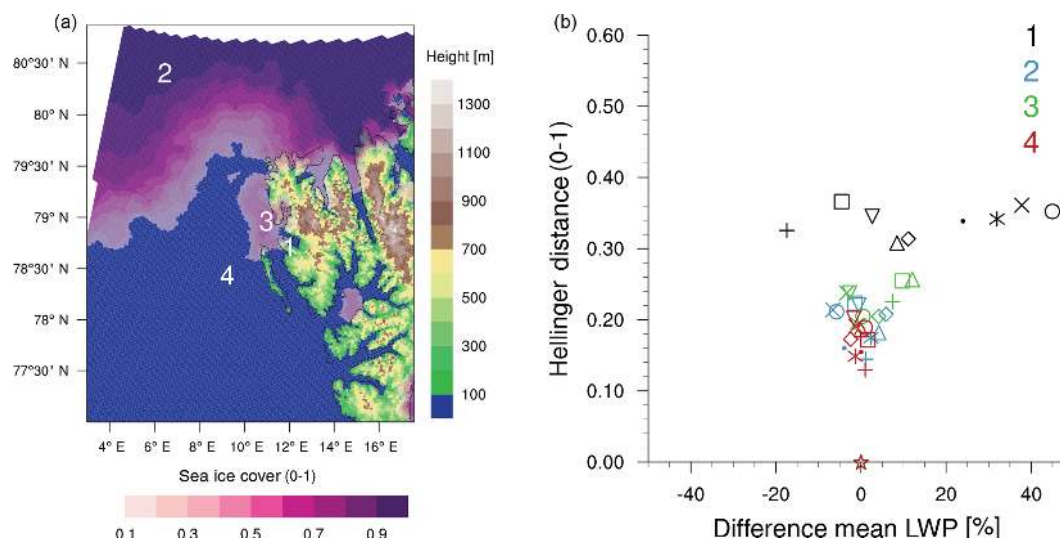 (a)
80°30' N
80° N
79°30' N
79° N
78°30' N
78° N
77°30' N
2
3
1
4
4° E 6° E 8° E 10° E 12° E 14° E 16° E
Height [m]
1300
1100
900
700
500
300
100
Sea ice cover (0-1)
0.1 0.3 0.5 0.7 0.9
(b)
0.60
0.50
0.40
0.30
0.20
0.10
0.00
Hellinger distance (0-1)
1
2
3
4
-40 -20 0 20 40
Difference mean LWP [%]